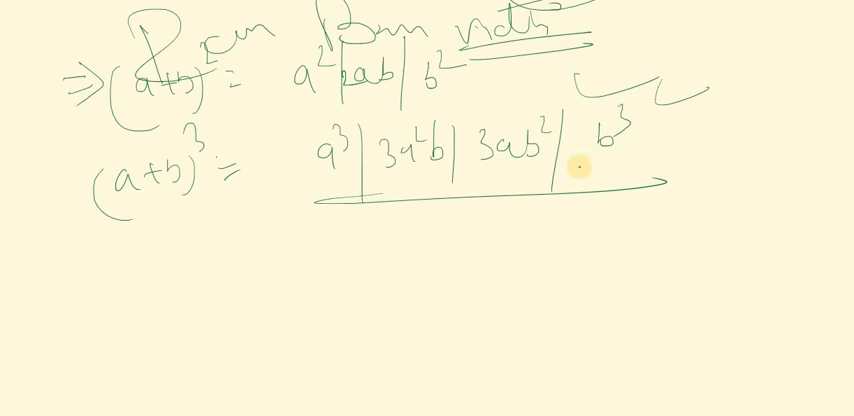 ⇒ (a+b)² = a² | 2ab | b²
(a+b)³ = a³ | 3a²b | 3ab² | b³